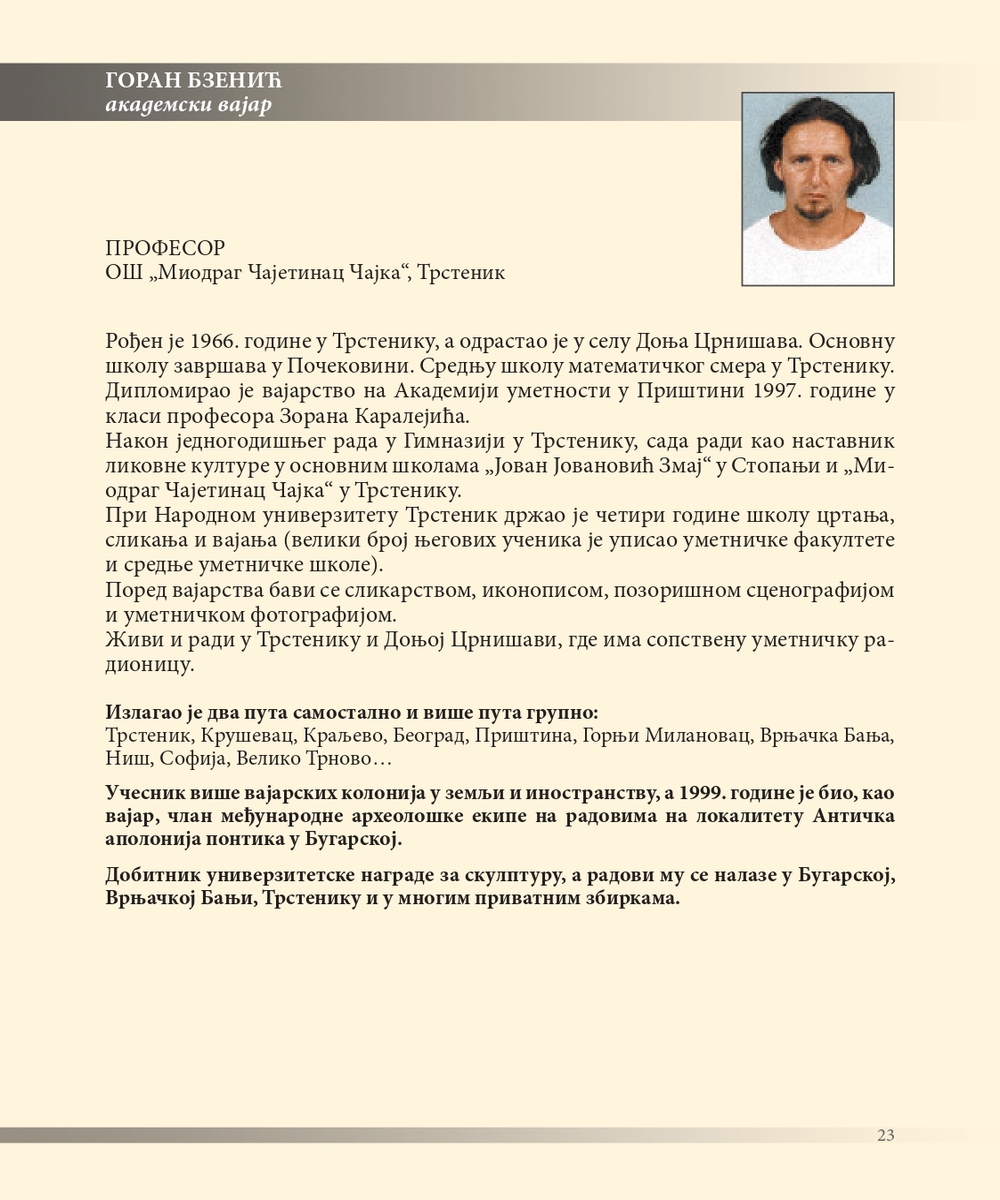 ГОРАН БЗЕНИЋ
академски вајар
ПРОФЕСОР
ОШ „Миодраг Чајетинац Чајка“, Трстеник
Рођен је 1966. године у Трстенику, а одрастао је у селу Доња Црнишава. Основну
школу завршава у Почековини. Средњу школу математичког смера у Трстенику.
Дипломирао је вајарство на Академији уметности у Приштини 1997. године у
класи професора Зорана Каралејића.
Након једногодишњег рада у Гимназији у Трстенику, сада ради као наставник
ликовне културе у основним школама „Јован Јовановић Змај“ у Стопањи и „Ми-
одраг Чајетинац Чајка“ у Трстенику.
При Народном универзитету Трстеник држао је четири године школу цртања,
сликања и вајања (велики број његових ученика је уписао уметничке факултете
и средње уметничке школе).
Поред вајарства бави се сликарством, иконописом, позоришном сценографијом
и уметничком фотографијом.
Живи и ради у Трстенику и Доњој Црнишави, где има сопствену уметничку ра-
дионицу.
Излагао је два пута самостално и више пута групно:
Трстеник, Крушевац, Краљево, Београд, Приштина, Горњи Милановац, Врњачка Бања,
Ниш, Софија, Велико Трново…
Учесник више вајарских колонија у земљи и иностранству, а 1999. године је био, као
вајар, члан међународне археолошке екипе на радовима на локалитету Античка
аполонија понтика у Бугарској.
Добитник универзитетске награде за скулптуру, а радови му се налазе у Бугарској,
Врњачкој Бањи, Трстенику и у многим приватним збиркама.
23